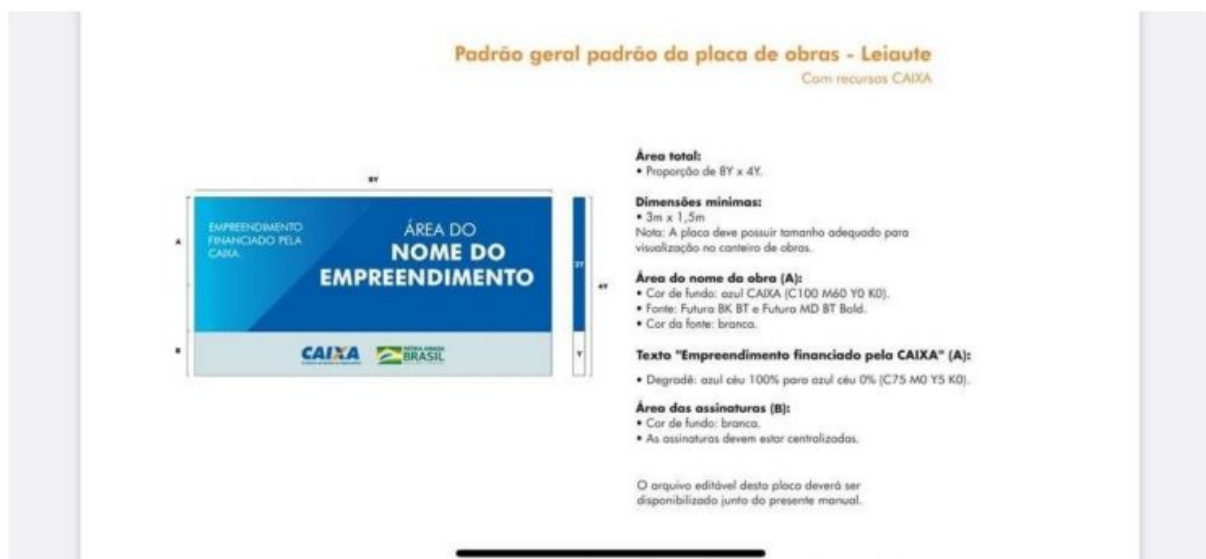 Padrão geral padrão da placa de obras - Leiaute
Com recursos CAIXA
8Y
A
B
EMPREENDIMENTO
FINANCIADO PELA
CAIXA.
ÁREA DO
NOME DO
EMPREENDIMENTO
CAIXA
PÁTRIA AMADA
BRASIL
3Y
Y
4Y
Área total:
• Proporção de 8Y x 4Y.
Dimensões mínimas:
• 3m x 1,5m
Nota: A placa deve possuir tamanho adequado para
visualização no canteiro de obras.
Área do nome da obra (A):
• Cor de fundo: azul CAIXA (C100 M60 Y0 K0).
• Fonte: Futura BK BT e Futura MD BT Bold.
• Cor da fonte: branca.
Texto "Empreendimento financiado pela CAIXA" (A):
• Degradê: azul céu 100% para azul céu 0% (C75 M0 Y5 K0).
Área das assinaturas (B):
• Cor de fundo: branca.
• As assinaturas devem estar centralizadas.
O arquivo editável desta placa deverá ser
disponibilizado junto do presente manual.